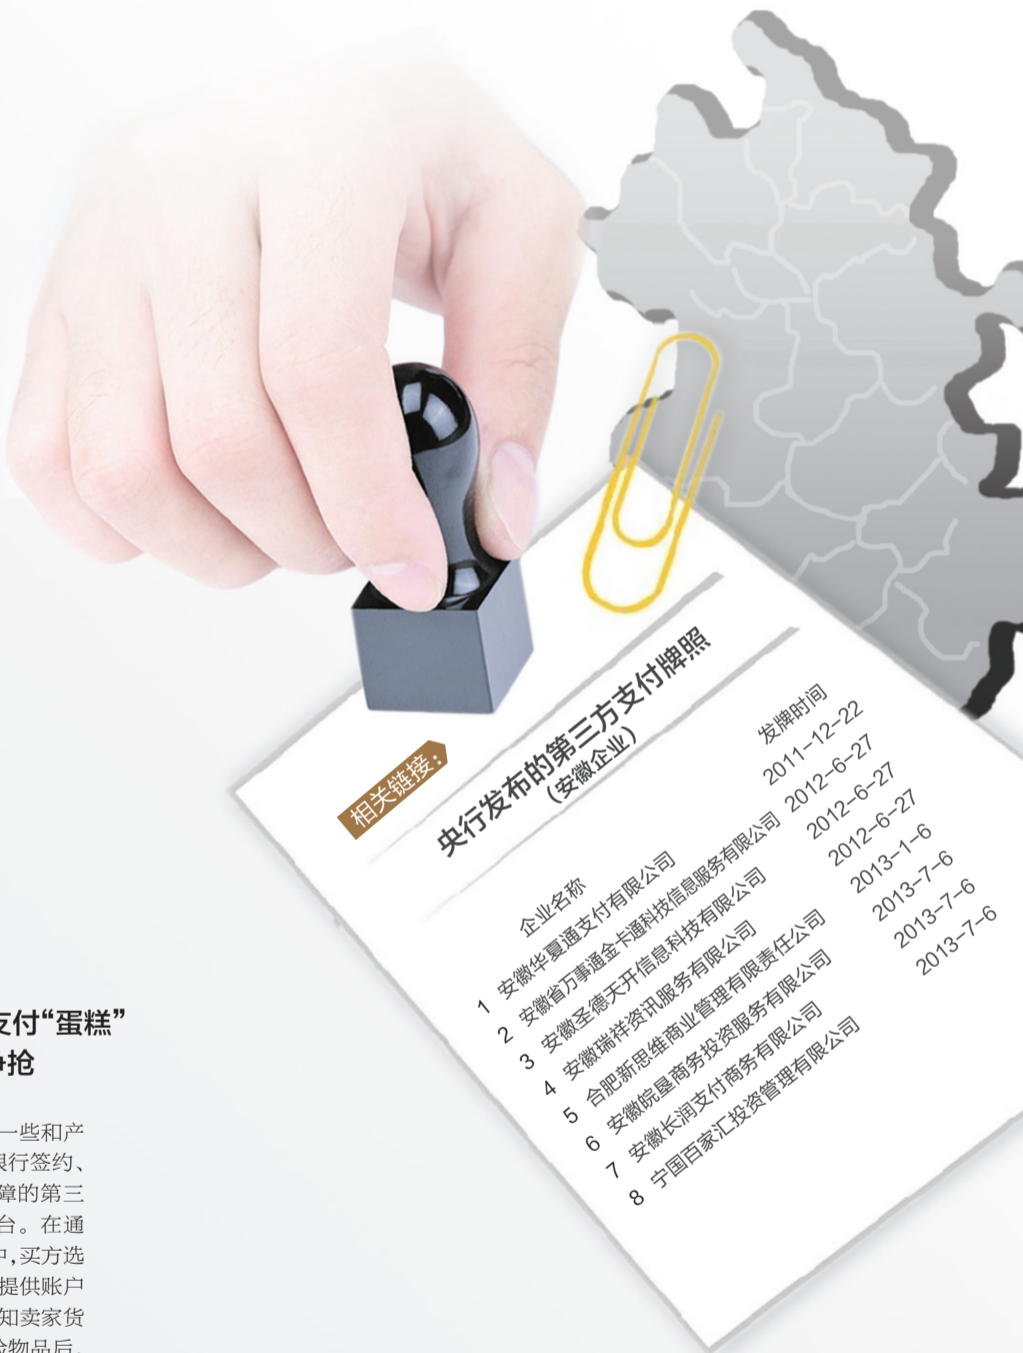 相关链接：
央行发布的第三方支付牌照
（安徽企业）
企业名称 发牌时间
1 安徽华夏通支付有限公司 2011-12-22
2 安徽省万事通金卡通科技信息服务有限公司 2012-6-27
3 安徽圣德天开信息科技有限公司 2012-6-27
4 安徽瑞祥资讯服务有限公司 2012-6-27
5 合肥新思维商业管理有限责任公司 2013-1-6
6 安徽皖垦商务投资服务有限公司 2013-7-6
7 安徽长润支付商务有限公司 2013-7-6
8 宁国百家汇投资管理有限公司 2013-7-6
支付“蛋糕”
抢
一些和产
银行签约、
障的第三
台。在通
中，买方选
提供账户
知卖家货
验物品后，